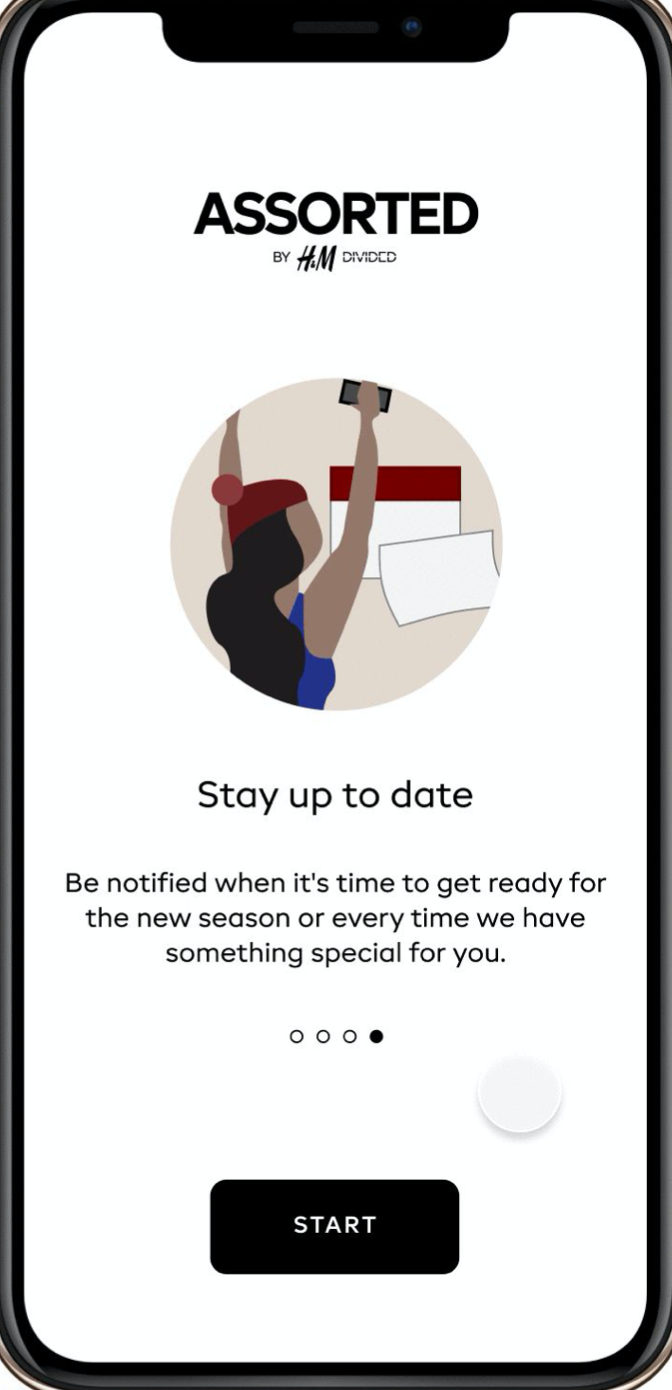 ASSORTED
BY H&M DIVIDED
Stay up to date
Be notified when it's time to get ready for
the new season or every time we have
something special for you.
START